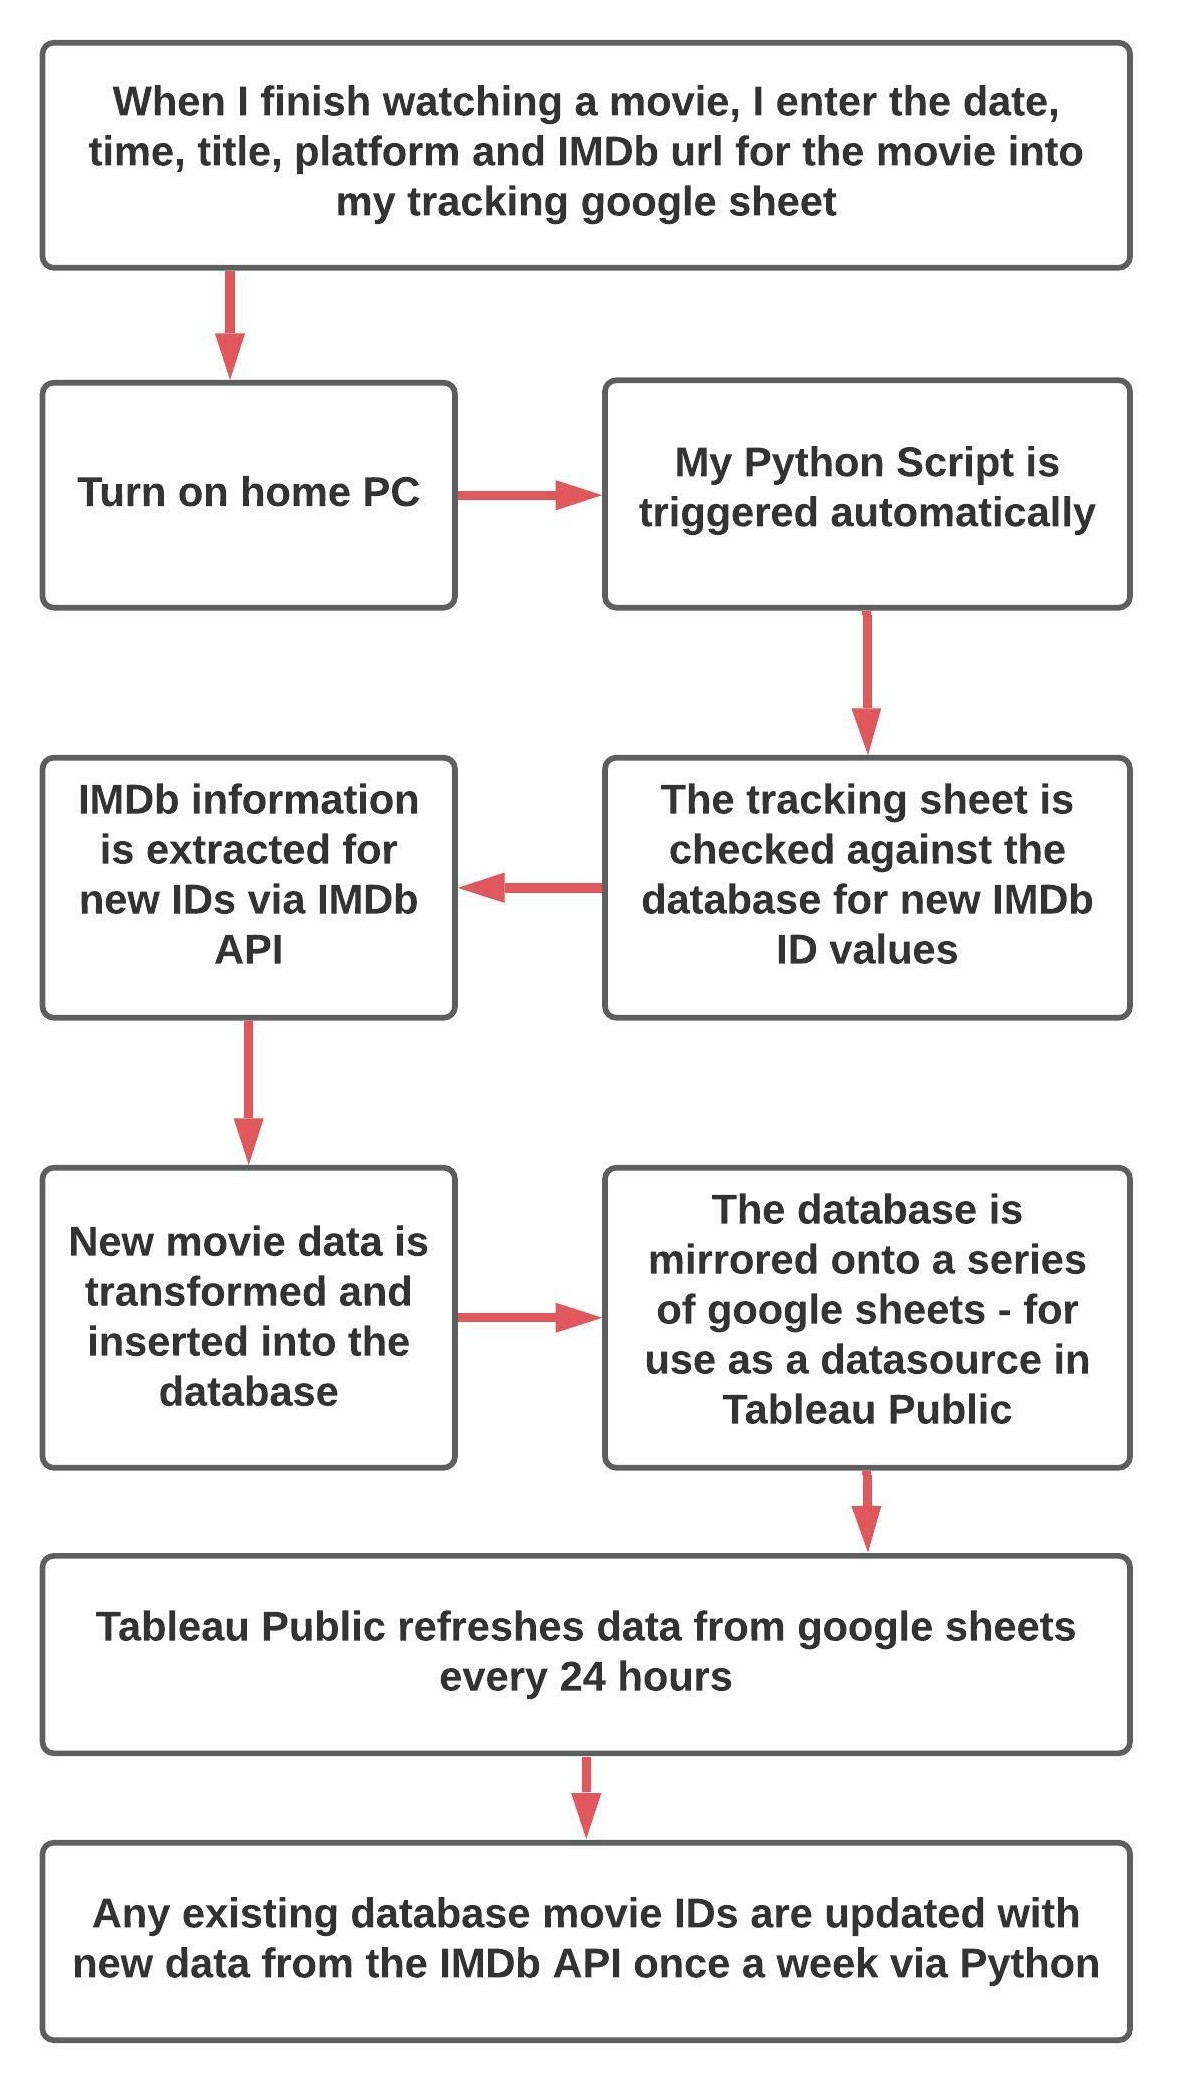 When I finish watching a movie, I enter the date,
time, title, platform and IMDb url for the movie into
my tracking google sheet
Turn on home PC
My Python Script is
triggered automatically
The tracking sheet is
checked against the
database for new IMDb
ID values
IMDb information
is extracted for
new IDs via IMDb
API
New movie data is
transformed and
inserted into the
database
The database is
mirrored onto a series
of google sheets - for
use as a datasource in
Tableau Public
Tableau Public refreshes data from google sheets
every 24 hours
Any existing database movie IDs are updated with
new data from the IMDb API once a week via Python